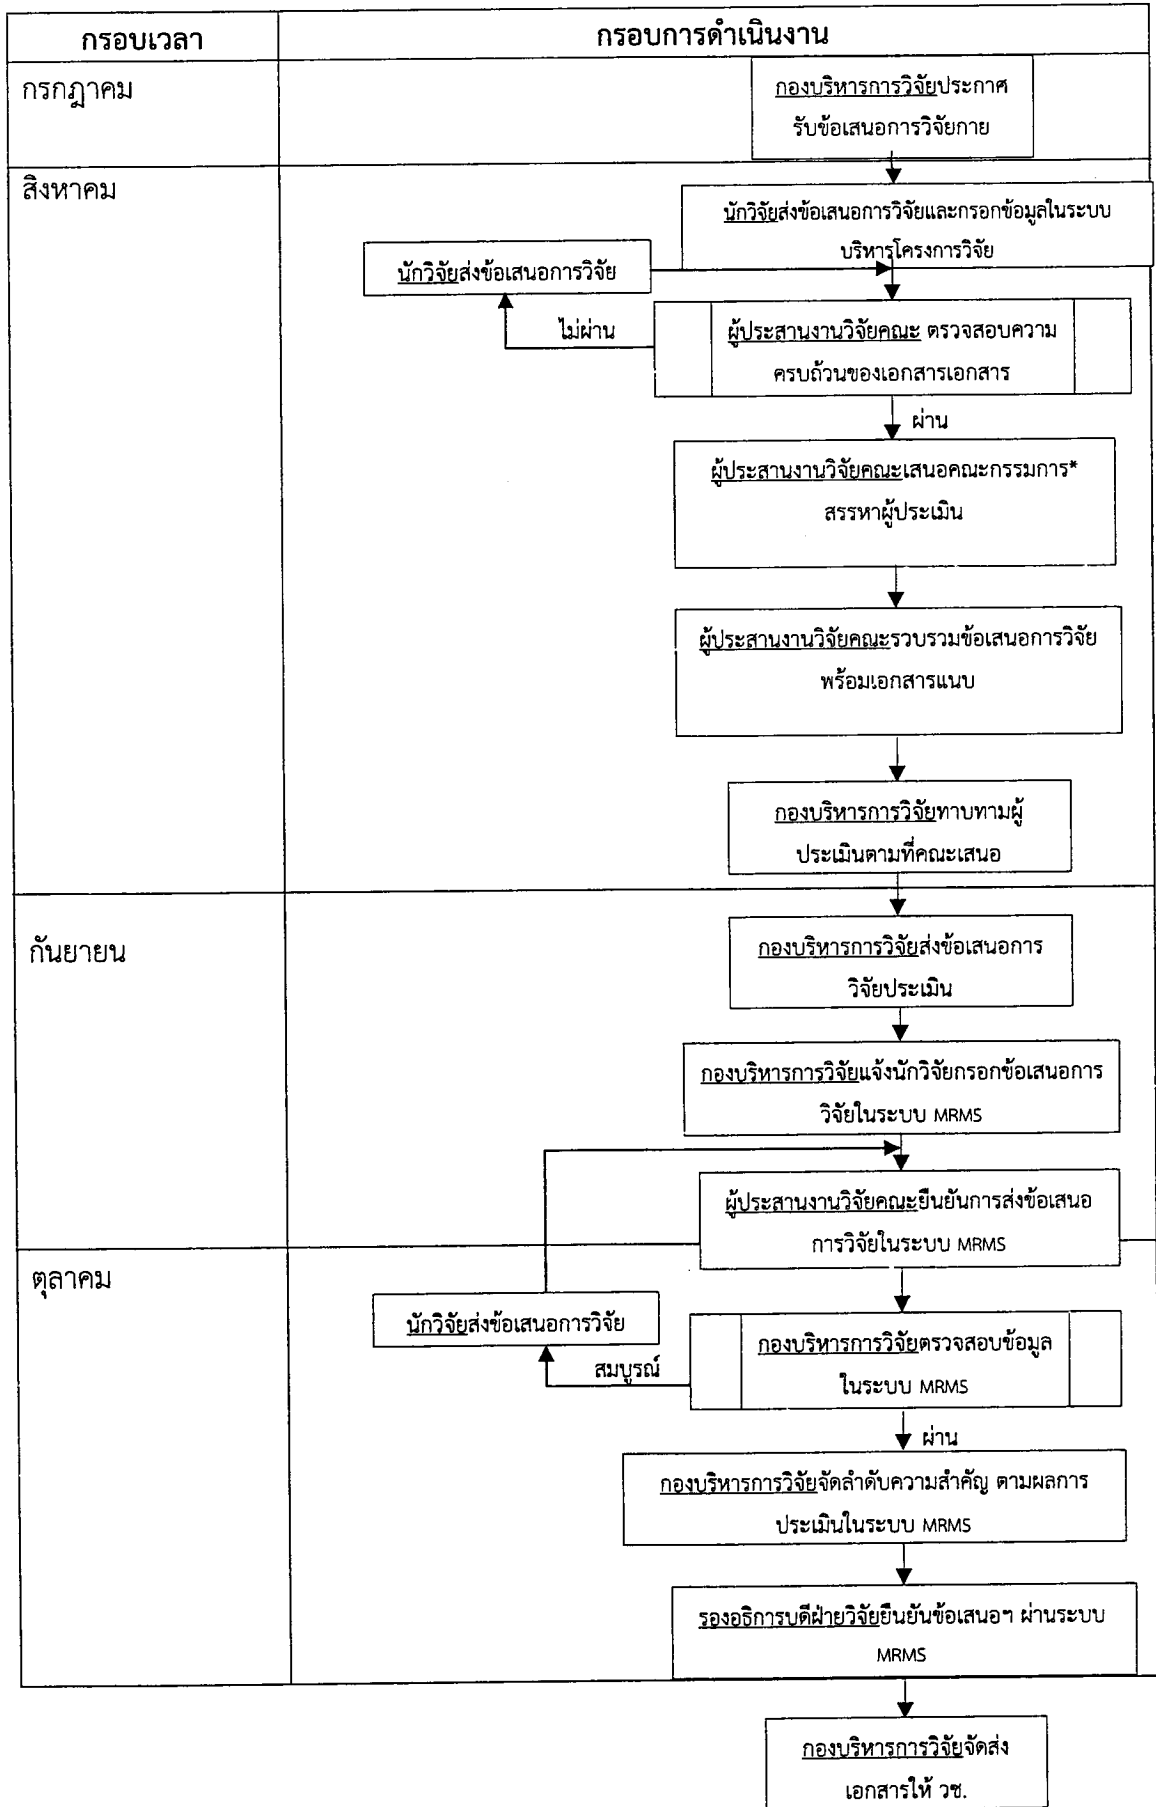 กรอบเวลา
กรอบการดำเนินงาน
กรกฎาคม
กองบริหารการวิจัยประกาศ
รับข้อเสนอการวิจัยกาย
สิงหาคม
นักวิจัยส่งข้อเสนอการวิจัยและกรอกข้อมูลในระบบ
บริหารโครงการวิจัย
นักวิจัยส่งข้อเสนอการวิจัย
ไม่ผ่าน
ผู้ประสานงานวิจัยคณะ ตรวจสอบความ
ครบถ้วนของเอกสารเอกสาร
ผ่าน
ผู้ประสานงานวิจัยคณะเสนอคณะกรรมการ*
สรรหาผู้ประเมิน
ผู้ประสานงานวิจัยคณะรวบรวมข้อเสนอการวิจัย
พร้อมเอกสารแนบ
กองบริหารการวิจัยทาบทามผู้
ประเมินตามที่คณะเสนอ
กันยายน
กองบริหารการวิจัยส่งข้อเสนอการ
วิจัยประเมิน
กองบริหารการวิจัยแจ้งนักวิจัยกรอกข้อเสนอการ
วิจัยในระบบ MRMS
ผู้ประสานงานวิจัยคณะยืนยันการส่งข้อเสนอ
การวิจัยในระบบ MRMS
ตุลาคม
นักวิจัยส่งข้อเสนอการวิจัย
สมบูรณ์
กองบริหารการวิจัยตรวจสอบข้อมูล
ในระบบ MRMS
ผ่าน
กองบริหารการวิจัยจัดลำดับความสำคัญ ตามผลการ
ประเมินในระบบ MRMS
รองอธิการบดีฝ่ายวิจัยยืนยันข้อเสนอฯ ผ่านระบบ
MRMS
กองบริหารการวิจัยจัดส่ง
เอกสารให้ วช.